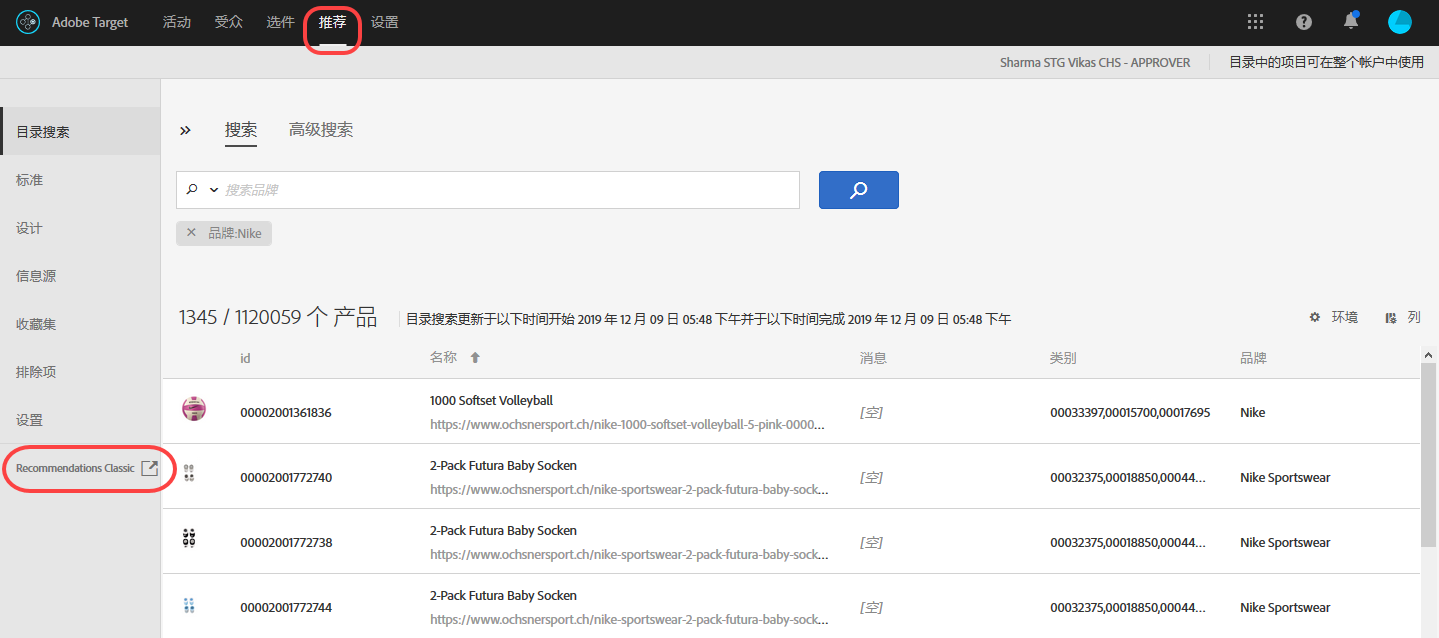 Adobe Target 活动 受众 选件 推荐 设置
Sharma STG Vikas CHS - APPROVER 目录中的项目可在整个帐户中使用
目录搜索
标准
设计
信息源
收藏集
排除项
设置
Recommendations Classic
搜索 高级搜索
搜索品牌
× 品牌:Nike
1345 / 1120059 个 产品 目录搜索更新于以下时间开始 2019 年 12 月 09 日 05:48 下午并于以下时间完成 2019 年 12 月 09 日 05:48 下午 环境 列
id 名称 消息 类别 品牌
00002001361836 1000 Softset Volleyball [空] 00033397,00015700,00017695 Nike
https://www.ochsnersport.ch/nike-1000-softset-volleyball-5-pink-0000...
00002001772740 2-Pack Futura Baby Socken [空] 00032375,00018850,00044... Nike Sportswear
https://www.ochsnersport.ch/nike-sportswear-2-pack-futura-baby-sock...
00002001772738 2-Pack Futura Baby Socken [空] 00032375,00018850,00044... Nike Sportswear
https://www.ochsnersport.ch/nike-sportswear-2-pack-futura-baby-sock...
00002001772744 2-Pack Futura Baby Socken [空] 00032375,00018850,00044... Nike Sportswear
https://www.ochsnersport.ch/nike-sportswear-2-pack-futura-baby-sock...